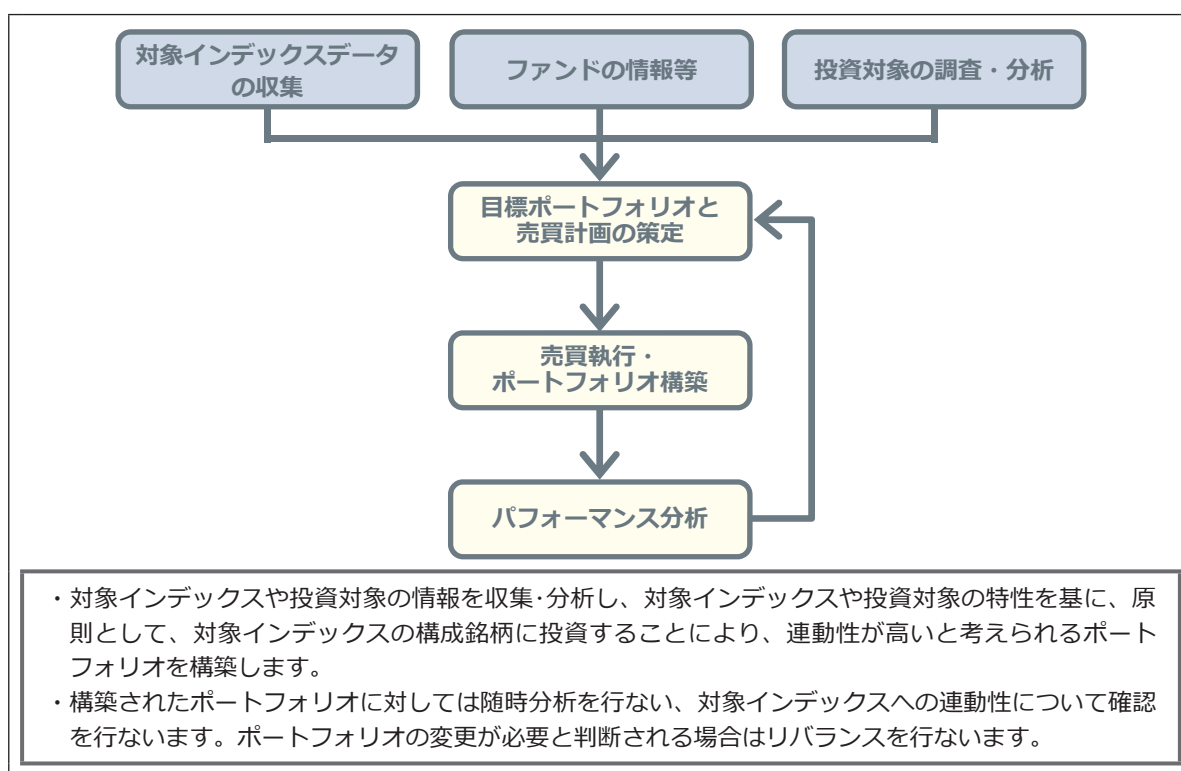 対象インデックスデータ
の収集
ファンドの情報等
投資対象の調査・分析
目標ポートフォリオと
売買計画の策定
売買執行・
ポートフォリオ構築
パフォーマンス分析
・対象インデックスや投資対象の情報を収集・分析し、対象インデックスや投資対象の特性を基に、原
則として、対象インデックスの構成銘柄に投資することにより、連動性が高いと考えられるポート
フォリオを構築します。
・構築されたポートフォリオに対しては随時分析を行ない、対象インデックスへの連動性について確認
を行ないます。ポートフォリオの変更が必要と判断される場合はリバランスを行ないます。